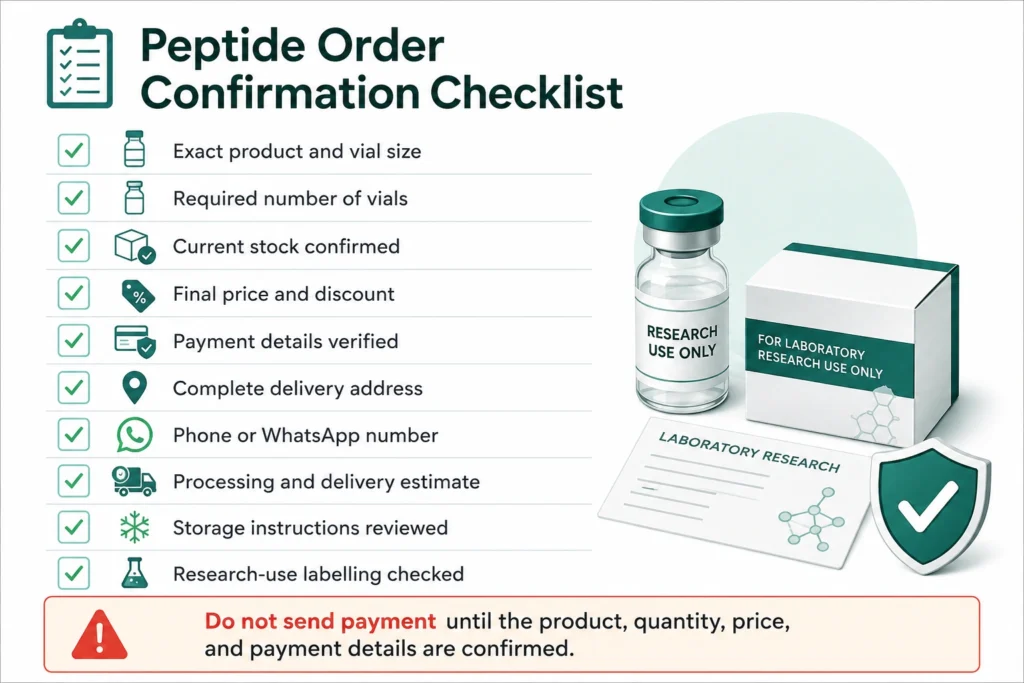 Peptide Order
Confirmation Checklist
Exact product and vial size
Required number of vials
Current stock confirmed
Final price and discount
Payment details verified
Complete delivery address
Phone or WhatsApp number
Processing and delivery estimate
Storage instructions reviewed
Research-use labelling checked
RESEARCH
USE ONLY
FOR LABORATORY
RESEARCH USE ONLY
LABORATORY RESEARCH
Do not send payment until the product, quantity, price,
and payment details are confirmed.